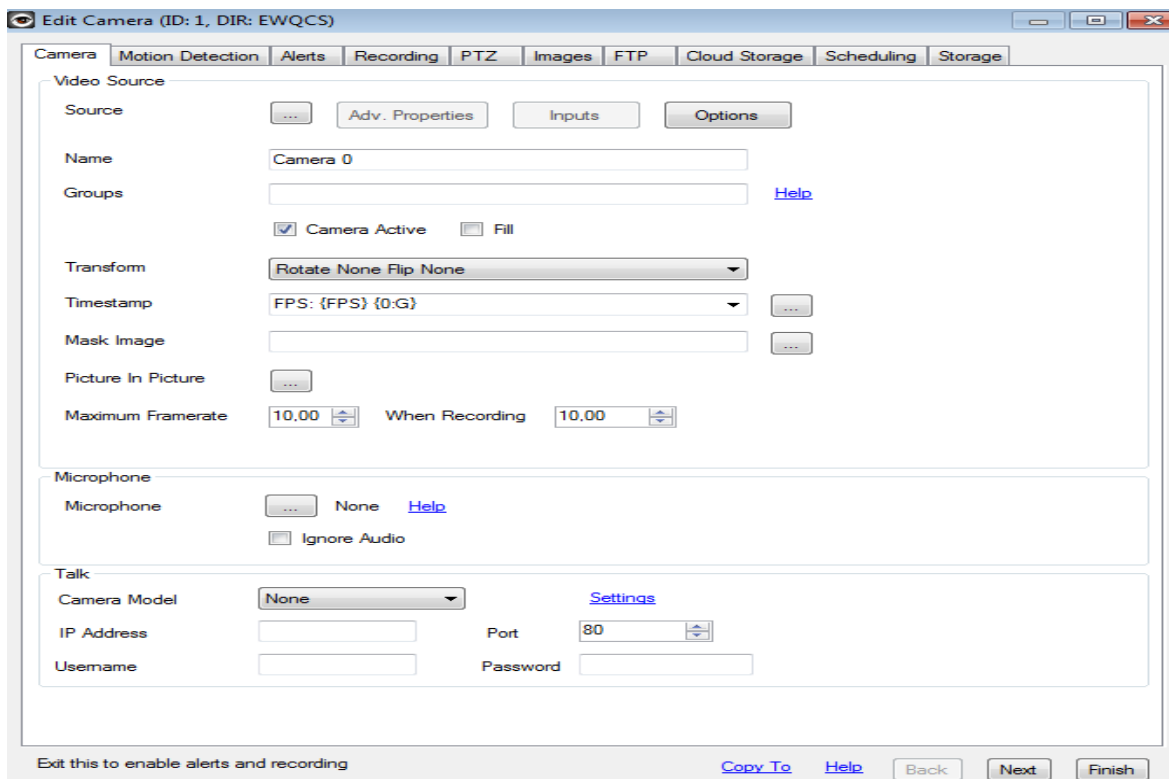 Edit Camera (ID: 1, DIR: EWQCS)
Camera Motion Detection Alerts Recording PTZ Images FTP Cloud Storage Scheduling Storage
Video Source
Source ... Adv. Properties Inputs Options
Name Camera 0
Groups Help
Camera Active Fill
Transform Rotate None Flip None
Timestamp FPS: {FPS} {0:G} ...
Mask Image ...
Picture In Picture ...
Maximum Framerate 10,00 When Recording 10,00
Microphone
Microphone ... None Help
Ignore Audio
Talk
Camera Model None Settings
IP Address Port 80
Username Password
Exit this to enable alerts and recording Copy To Help Back Next Finish